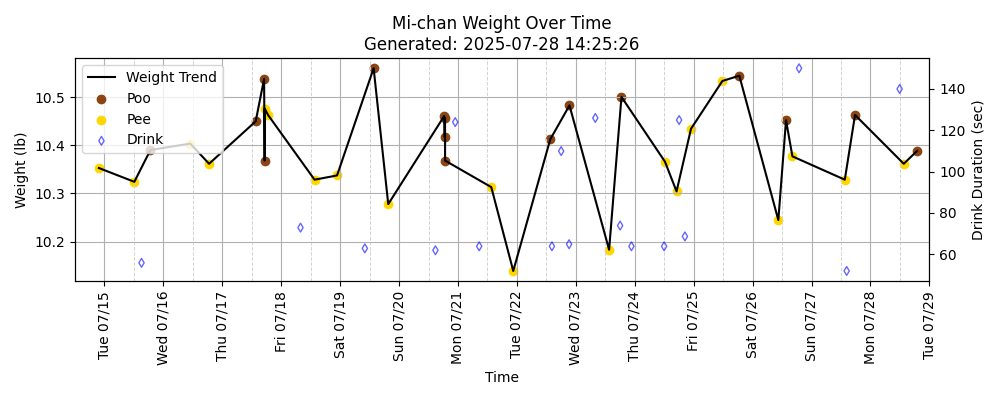 Mi-chan Weight Over Time
Generated: 2025-07-28 14:25:26
Weight Trend
Poo
Pee
Drink
Weight (lb)
10.5
10.4
10.3
10.2
140
120
100
80
60
Drink Duration (sec)
Tue 07/15
Wed 07/16
Thu 07/17
Fri 07/18
Sat 07/19
Sun 07/20
Mon 07/21
Tue 07/22
Wed 07/23
Thu 07/24
Fri 07/25
Sat 07/26
Sun 07/27
Mon 07/28
Tue 07/29
Time